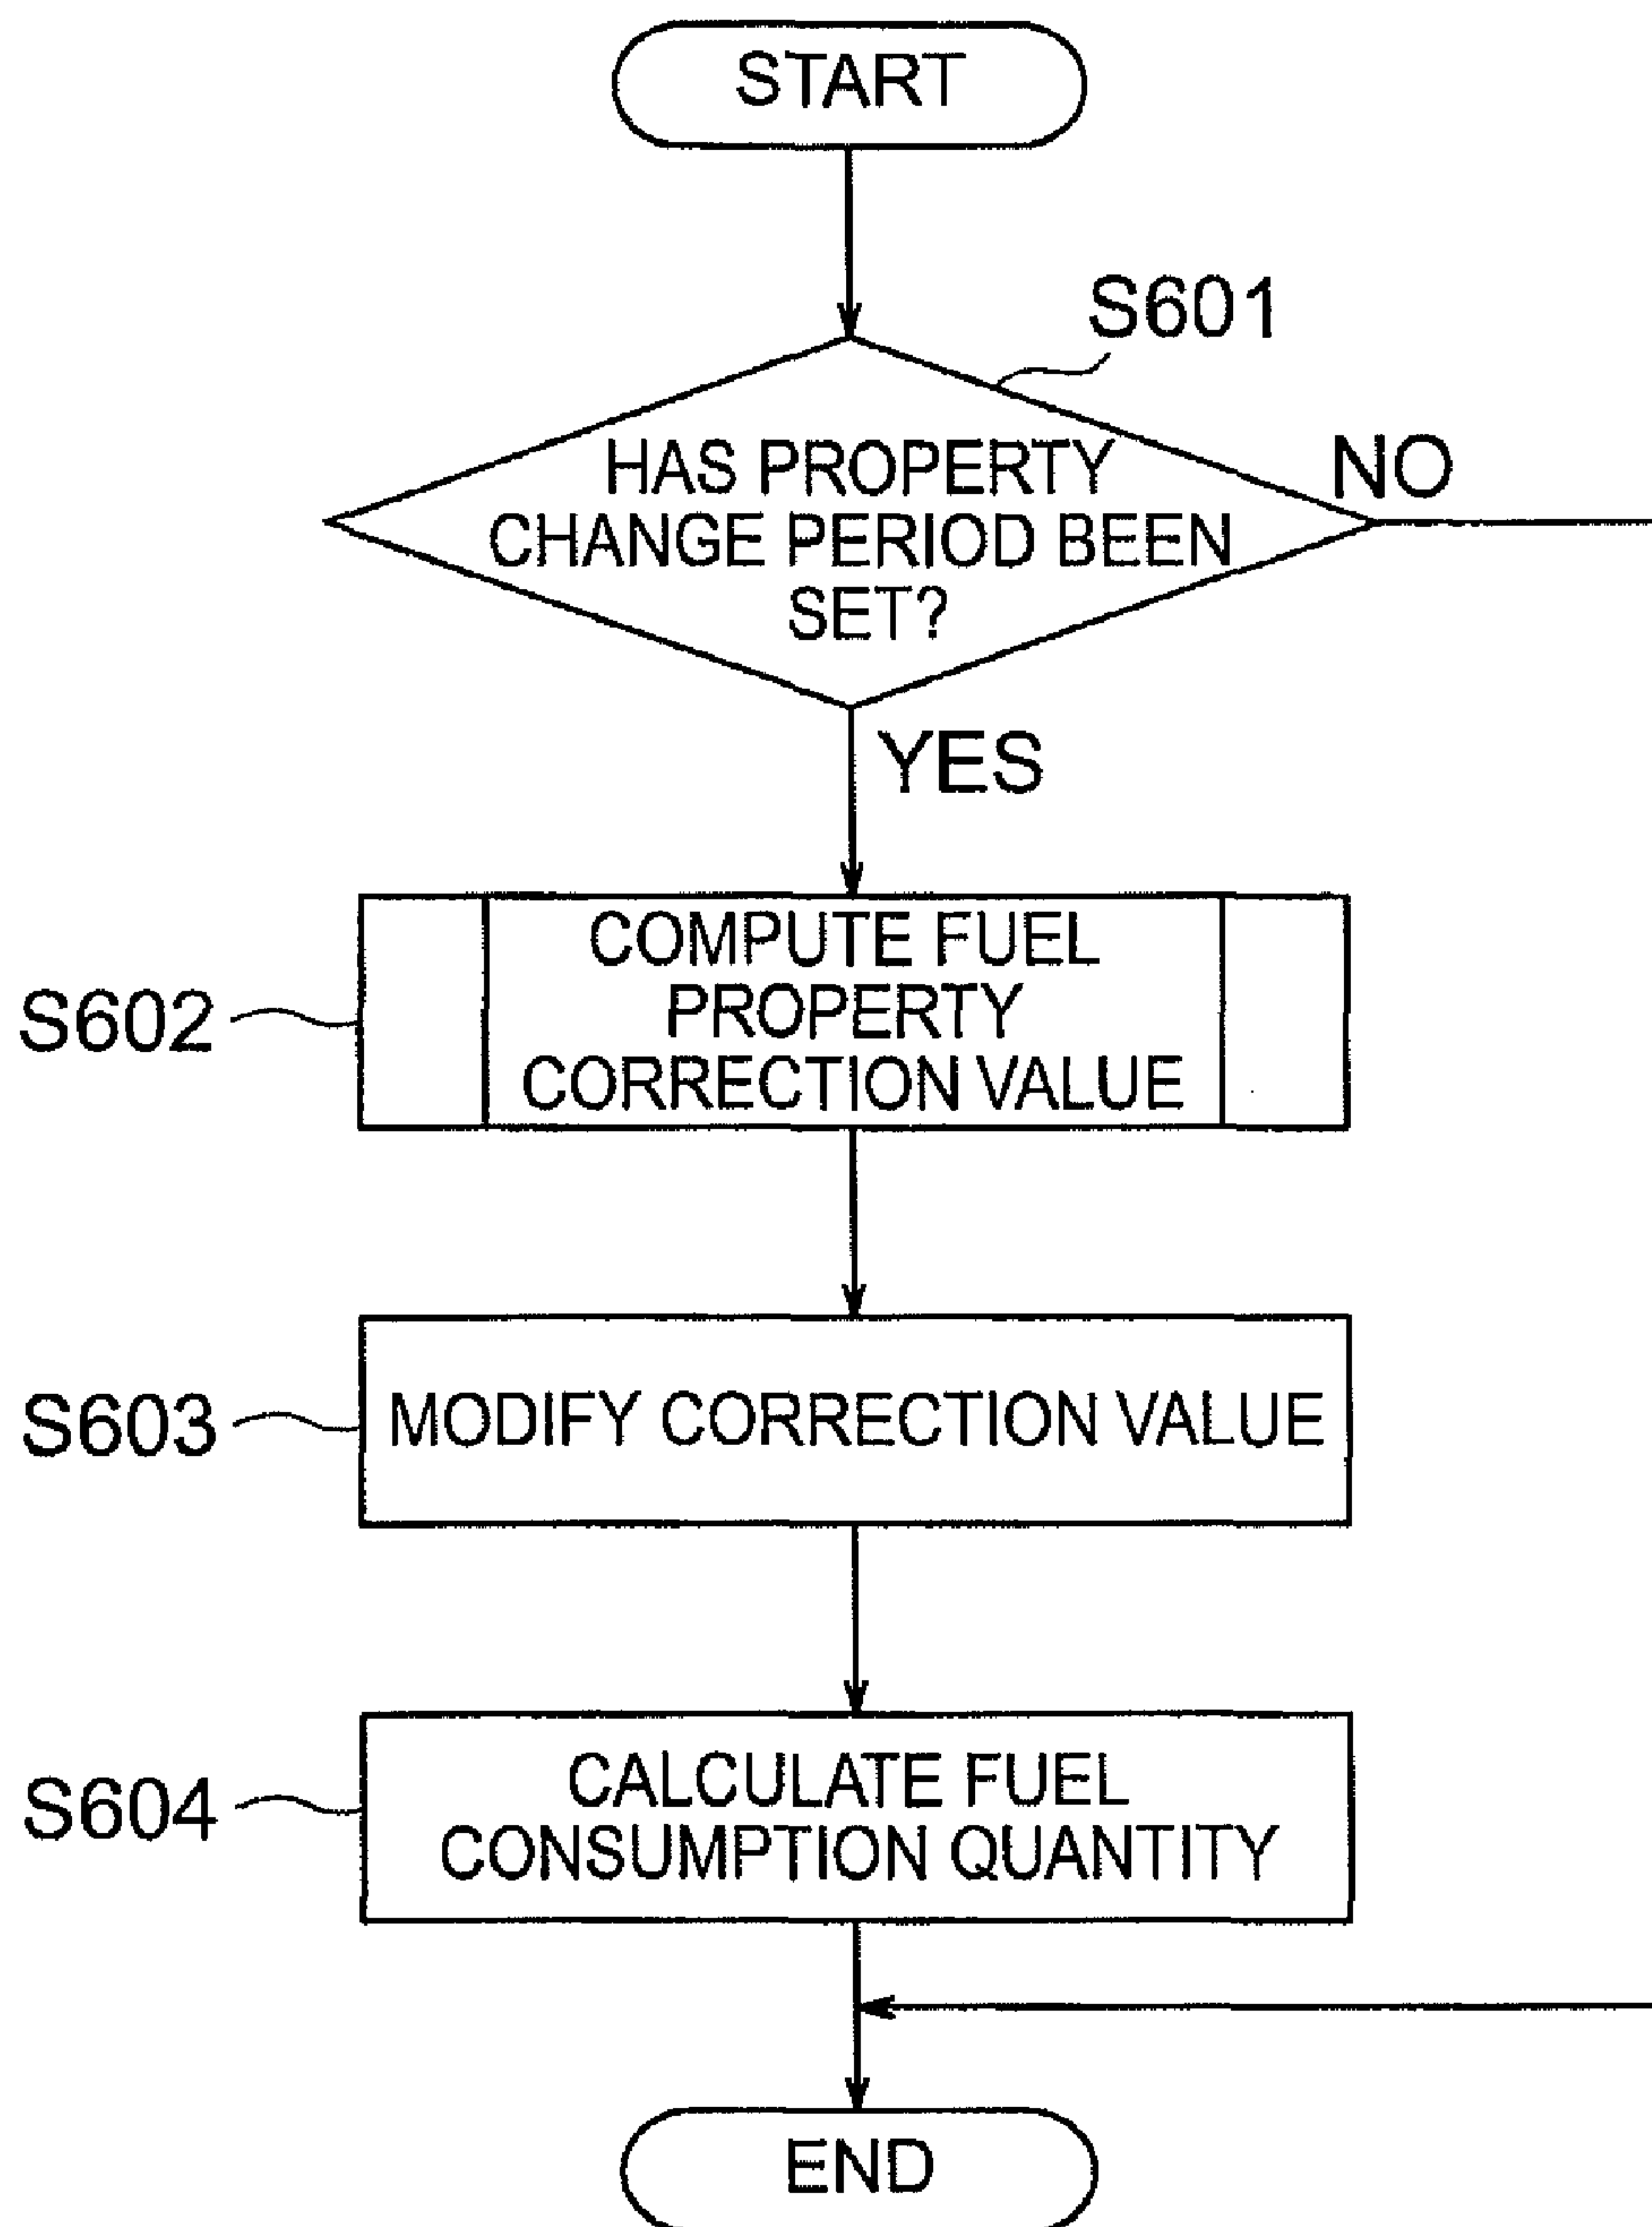 START
S601
HAS PROPERTY
CHANGE PERIOD BEEN
SET?
NO
YES
S602
COMPUTE FUEL
PROPERTY
CORRECTION VALUE
S603
MODIFY CORRECTION VALUE
S604
CALCULATE FUEL
CONSUMPTION QUANTITY
END